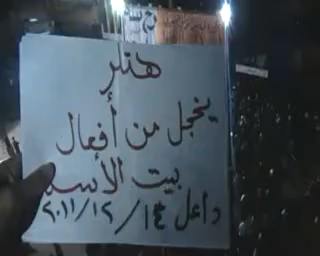 هتلر
يخجل من أفعال
بيت الأسد
داعل ١٤/١٢/٢٠١١